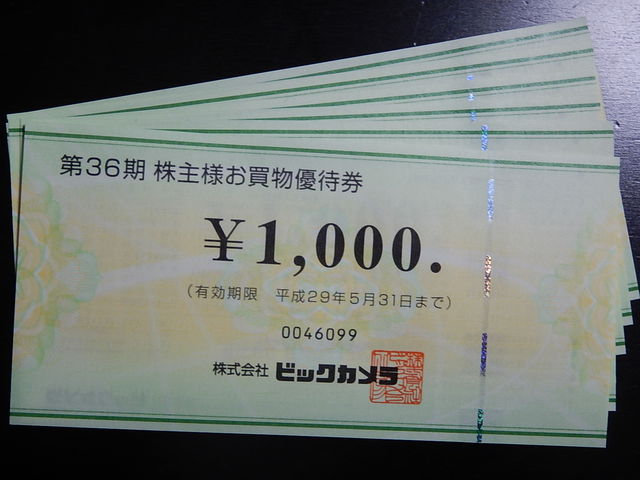 第36期 株主様お買物優待券
¥1,000.
(有効期限 平成29年5月31日まで)
0046099
株式会社 ビックカメラ